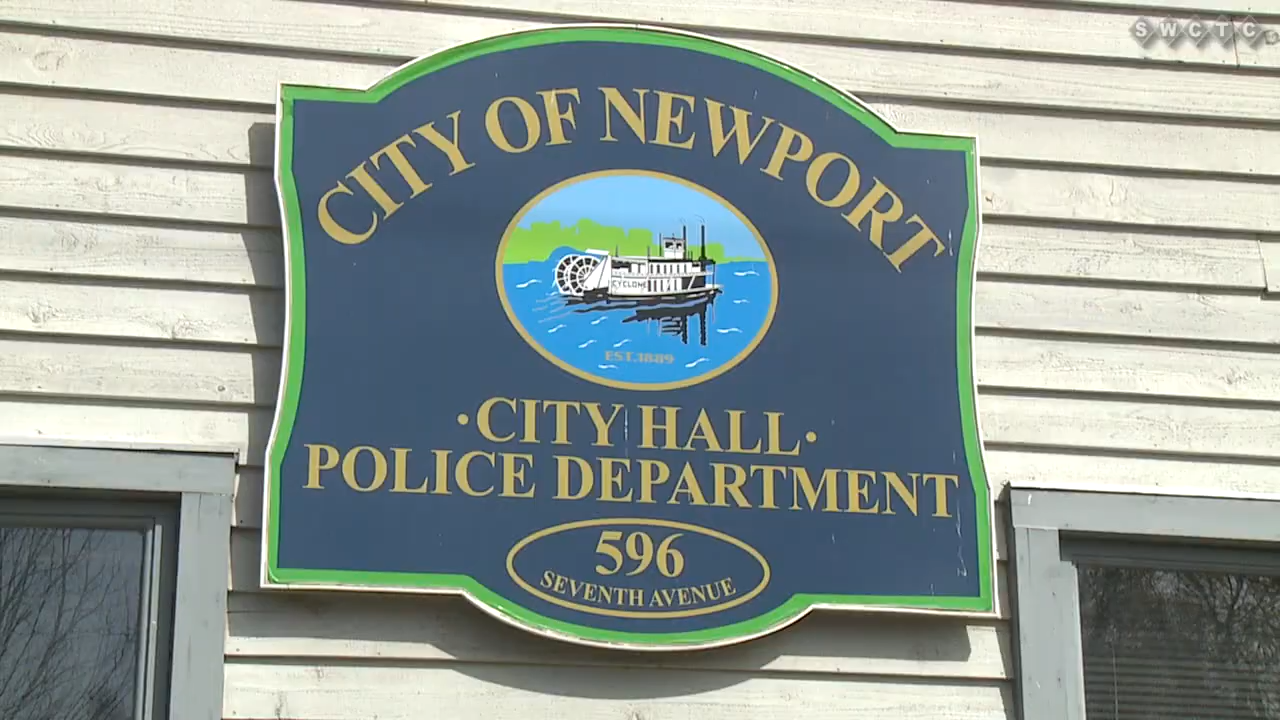 SWCTC
CITY OF NEWPORT
CYCLONE
EST.1889
·CITY HALL·
POLICE DEPARTMENT
596
SEVENTH AVENUE